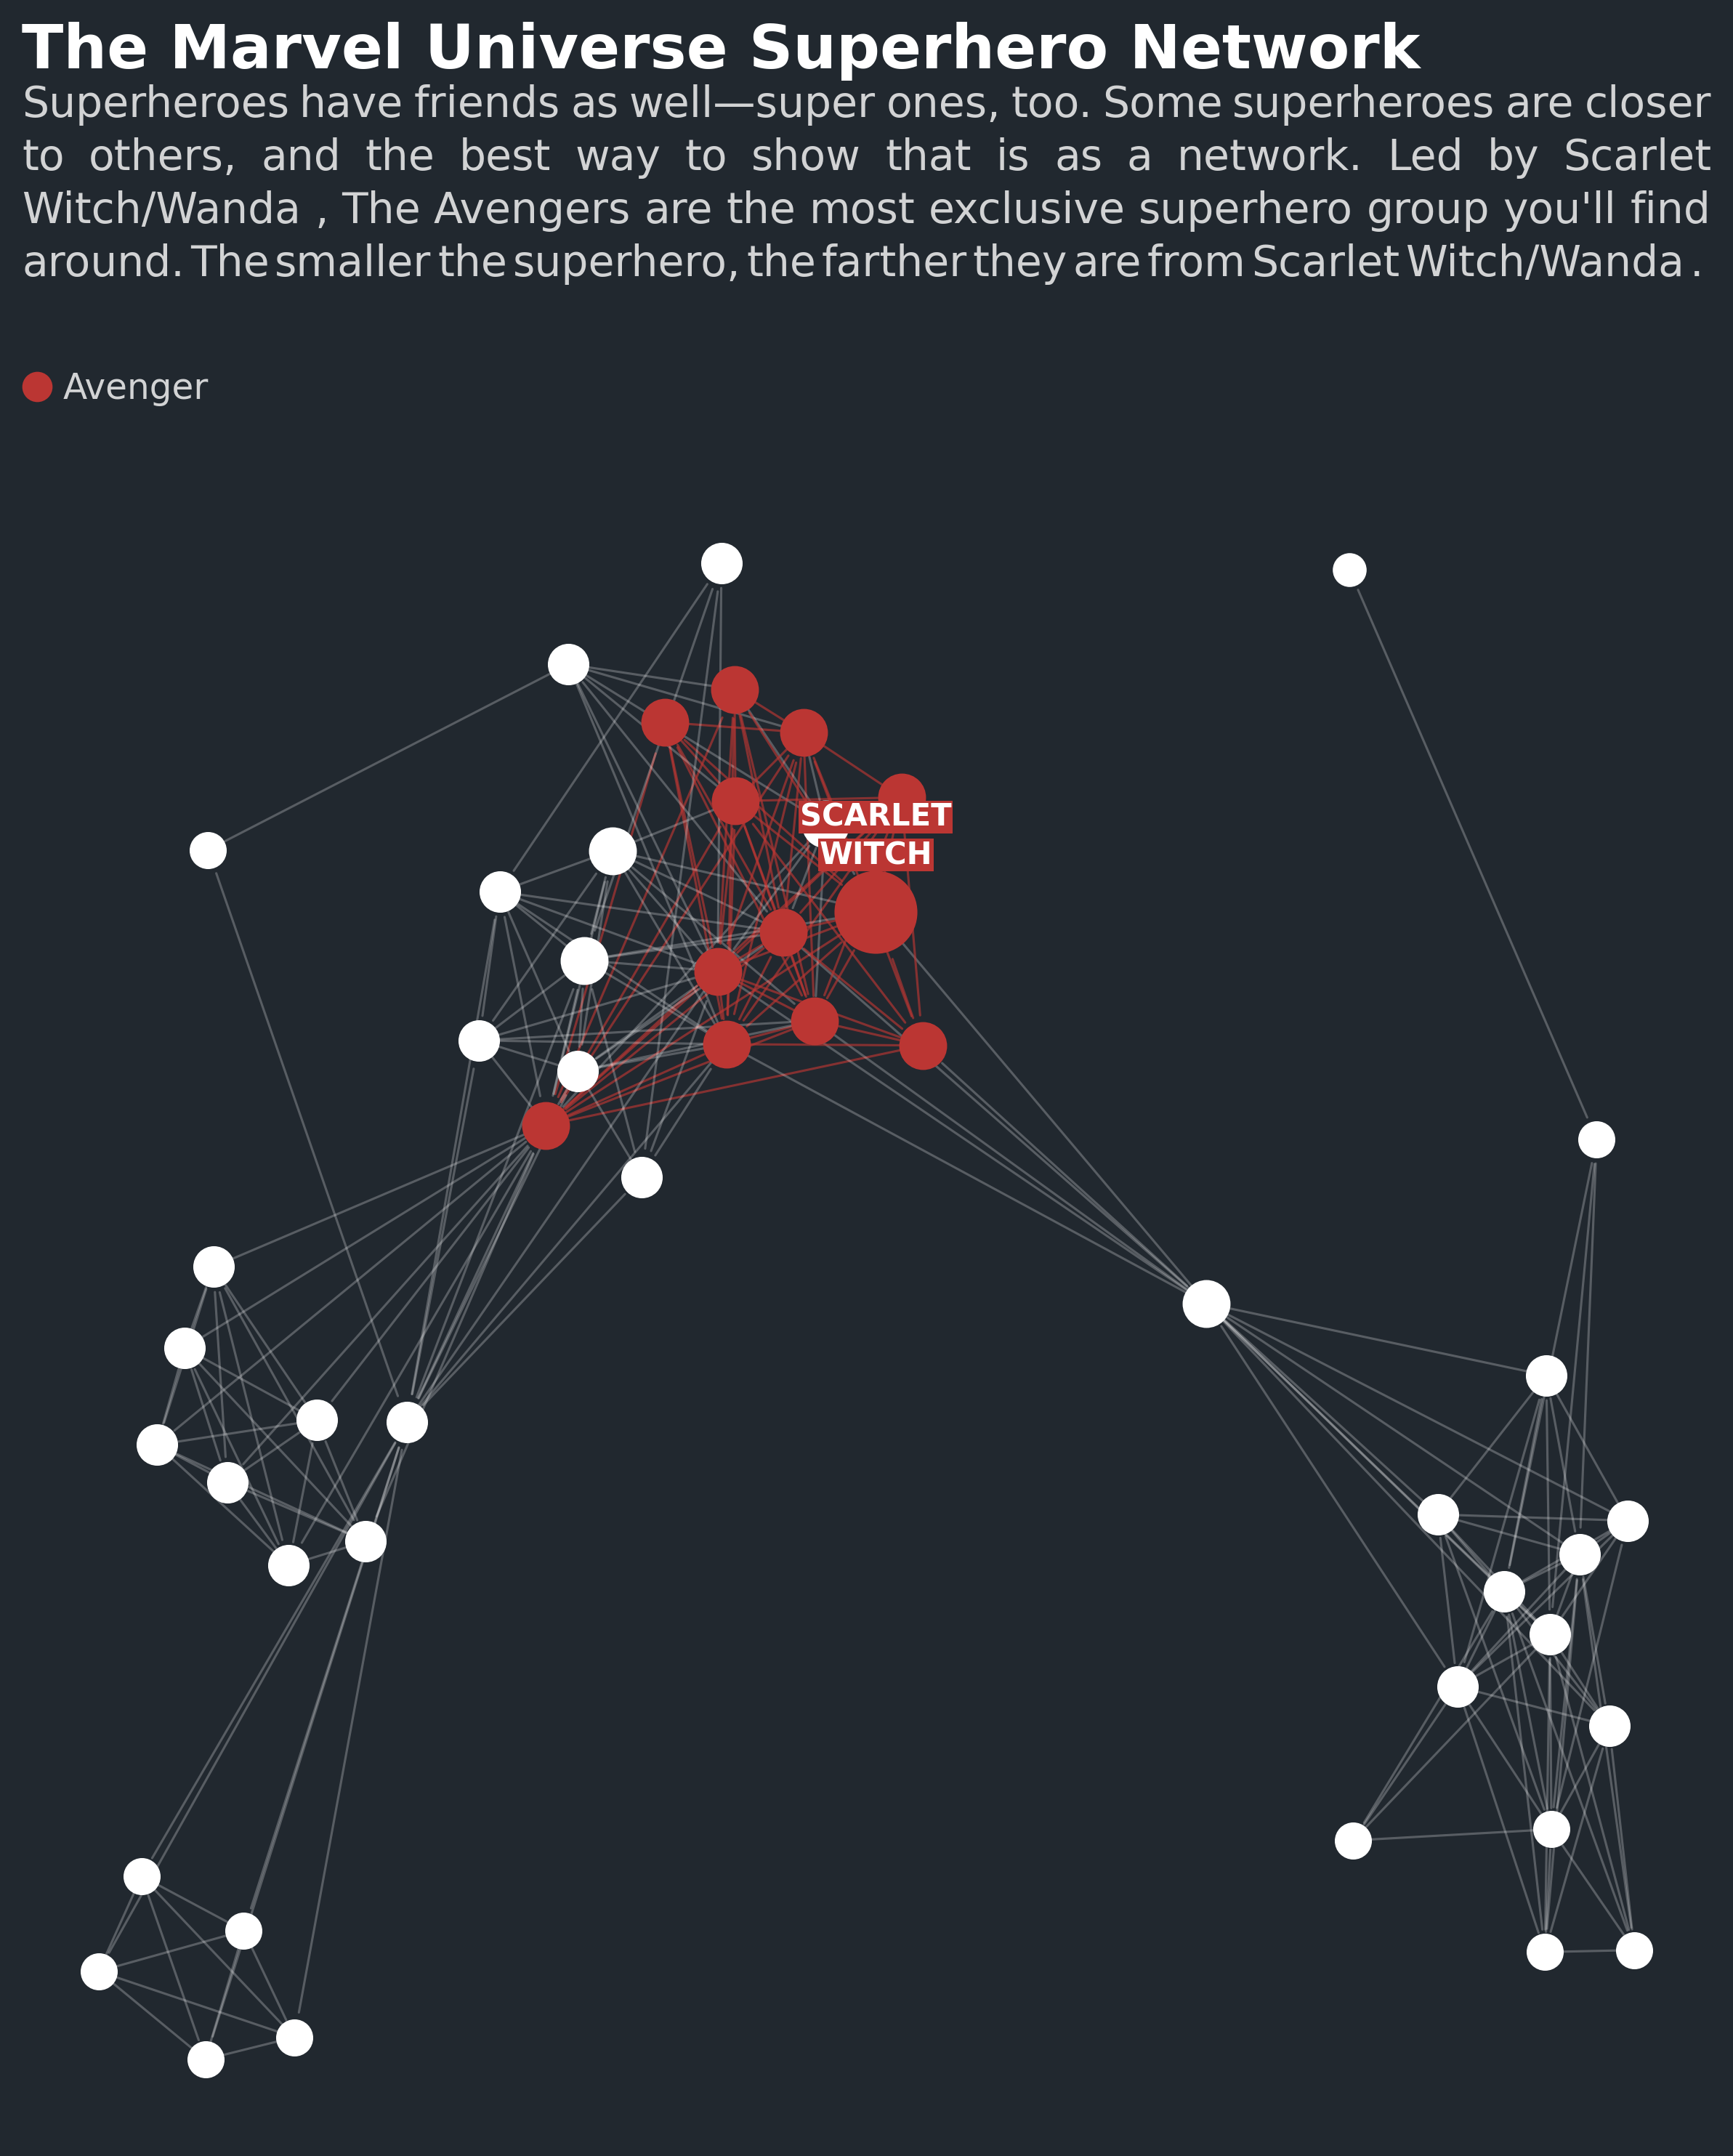 The Marvel Universe Superhero Network
Superheroes have friends as well—super ones, too. Some superheroes are closer
to others, and the best way to show that is as a network. Led by Scarlet
Witch/Wanda , The Avengers are the most exclusive superhero group you'll find
around. The smaller the superhero, the farther they are from Scarlet Witch/Wanda .
Avenger
SCARLET
WITCH